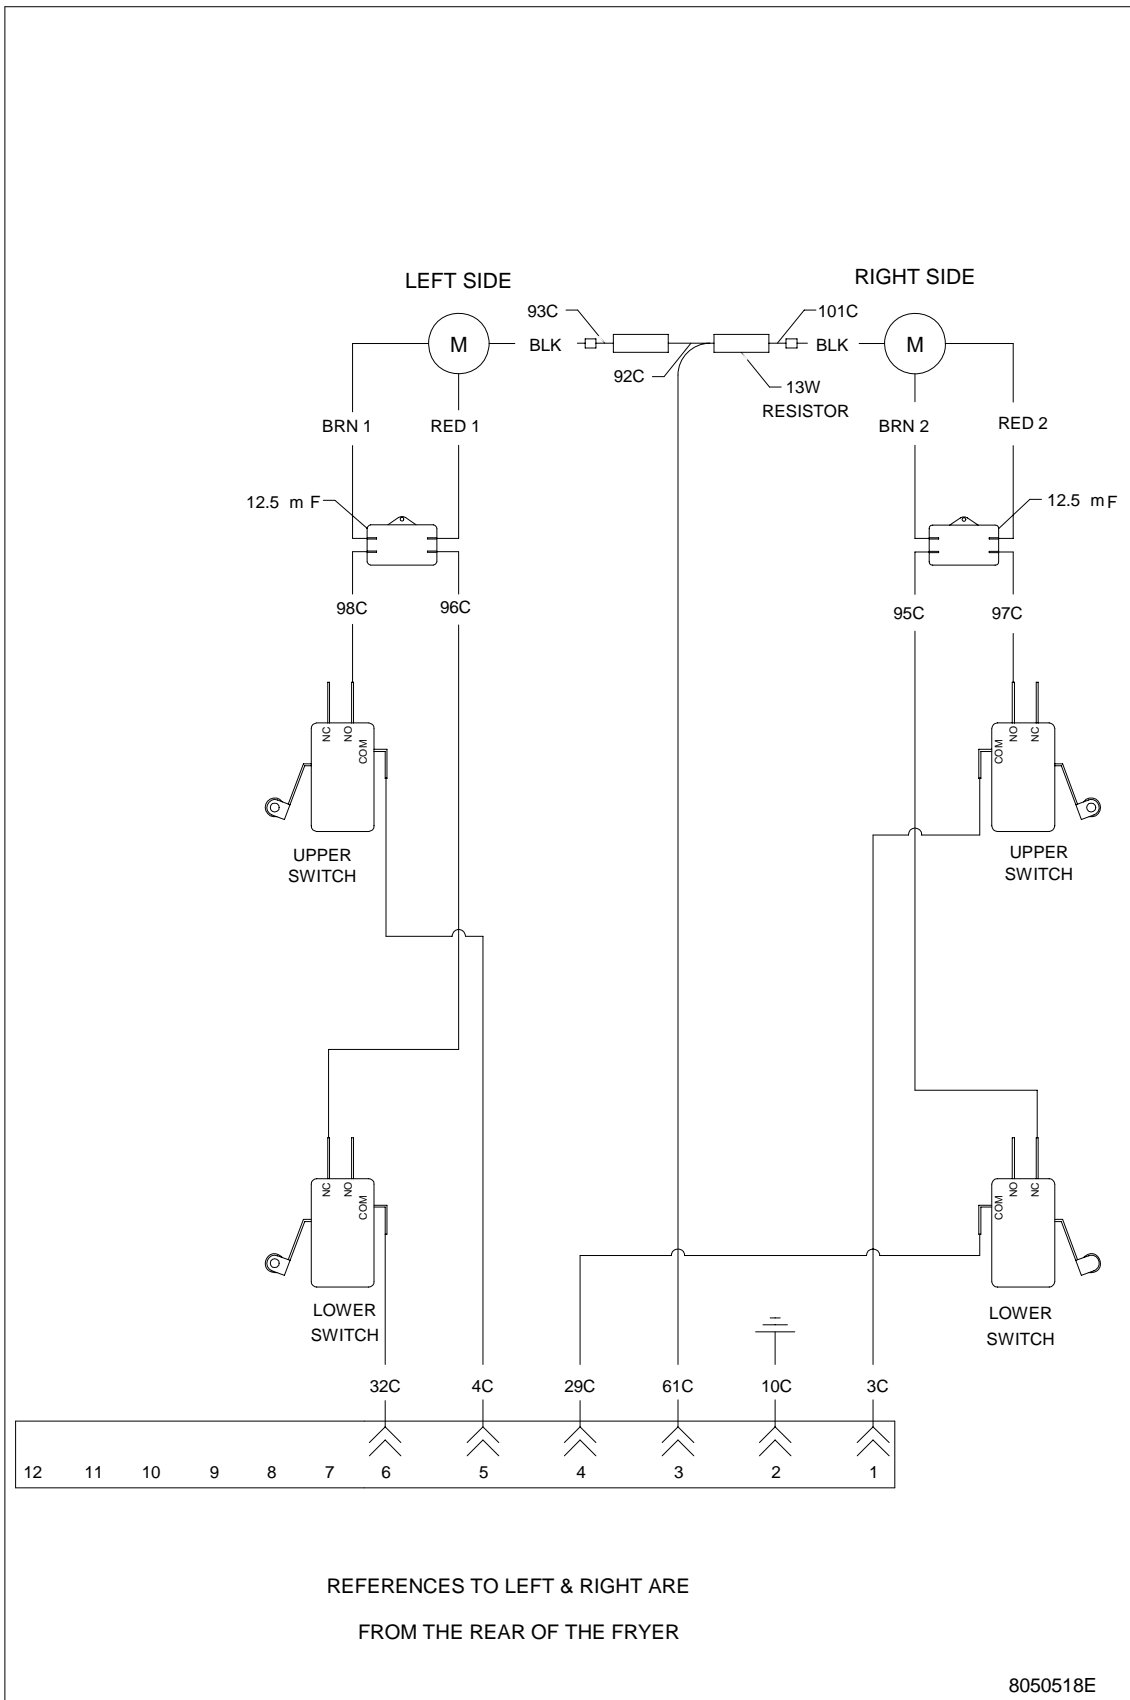 LEFT SIDE
RIGHT SIDE
93C
101C
M
BLK
BLK
M
92C
13W
RESISTOR
BRN 1
RED 1
BRN 2
RED 2
12.5 m F
12.5 m F
98C
96C
95C
97C
NC
NO
COM
COM
NO
NC
UPPER
SWITCH
UPPER
SWITCH
NC
NO
COM
COM
NO
NC
LOWER
SWITCH
LOWER
SWITCH
32C
4C
29C
61C
10C
3C
12 11 10 9 8 7 6 5 4 3 2 1
REFERENCES TO LEFT & RIGHT ARE
FROM THE REAR OF THE FRYER
8050518E